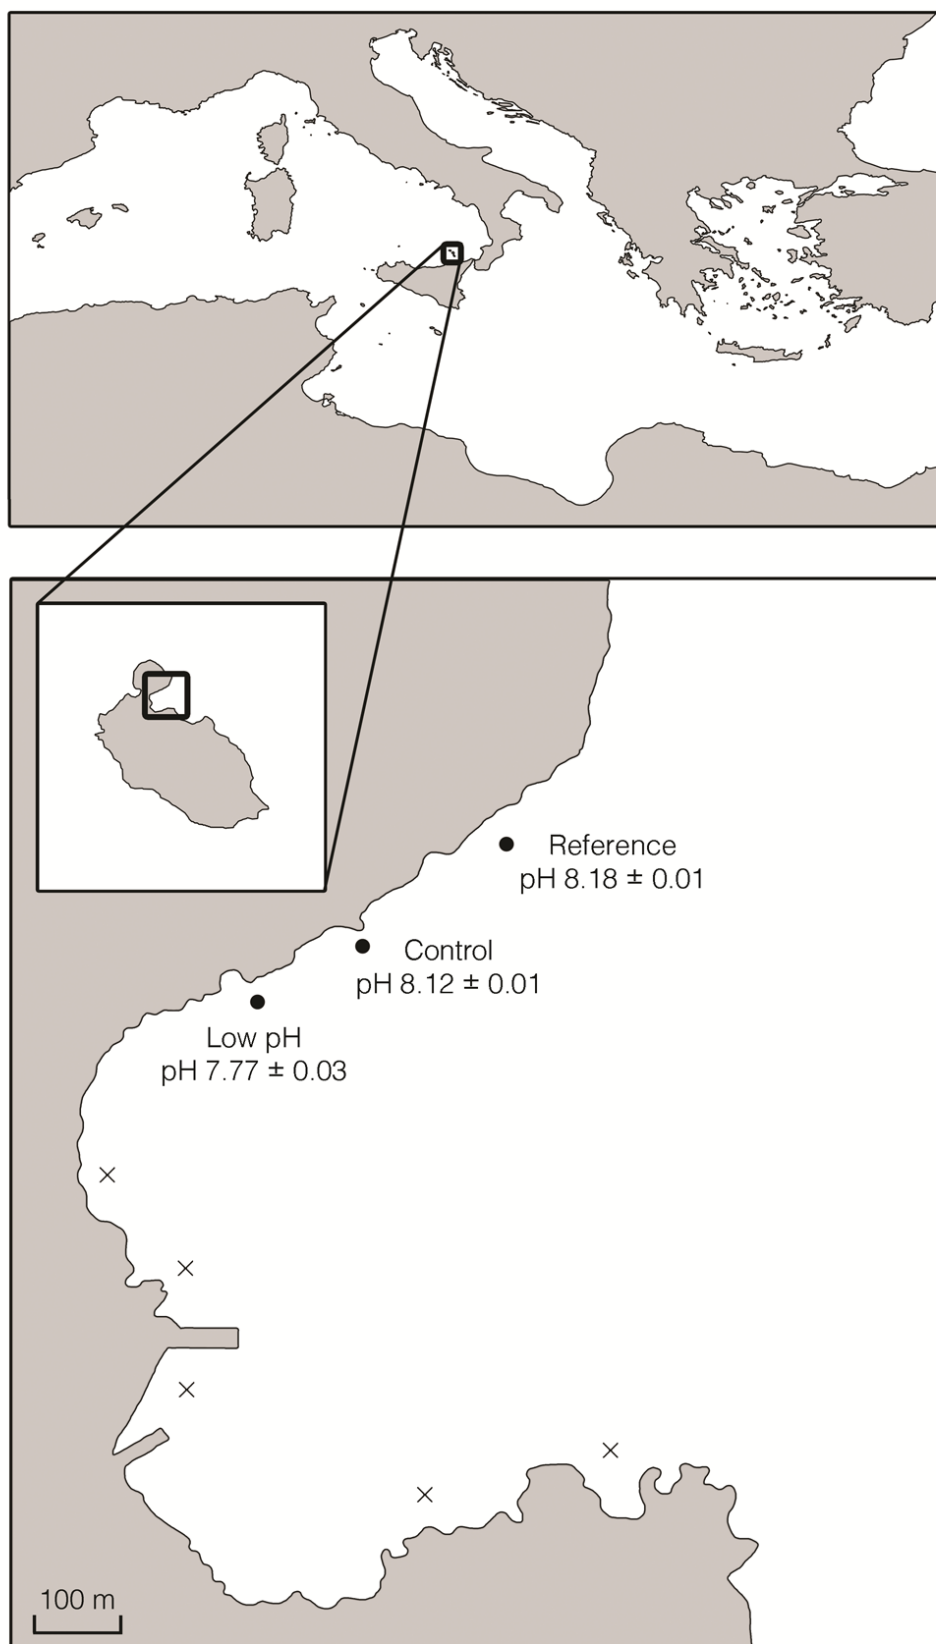 Reference
pH 8.18 ± 0.01
Control
pH 8.12 ± 0.01
Low pH
pH 7.77 ± 0.03
100 m